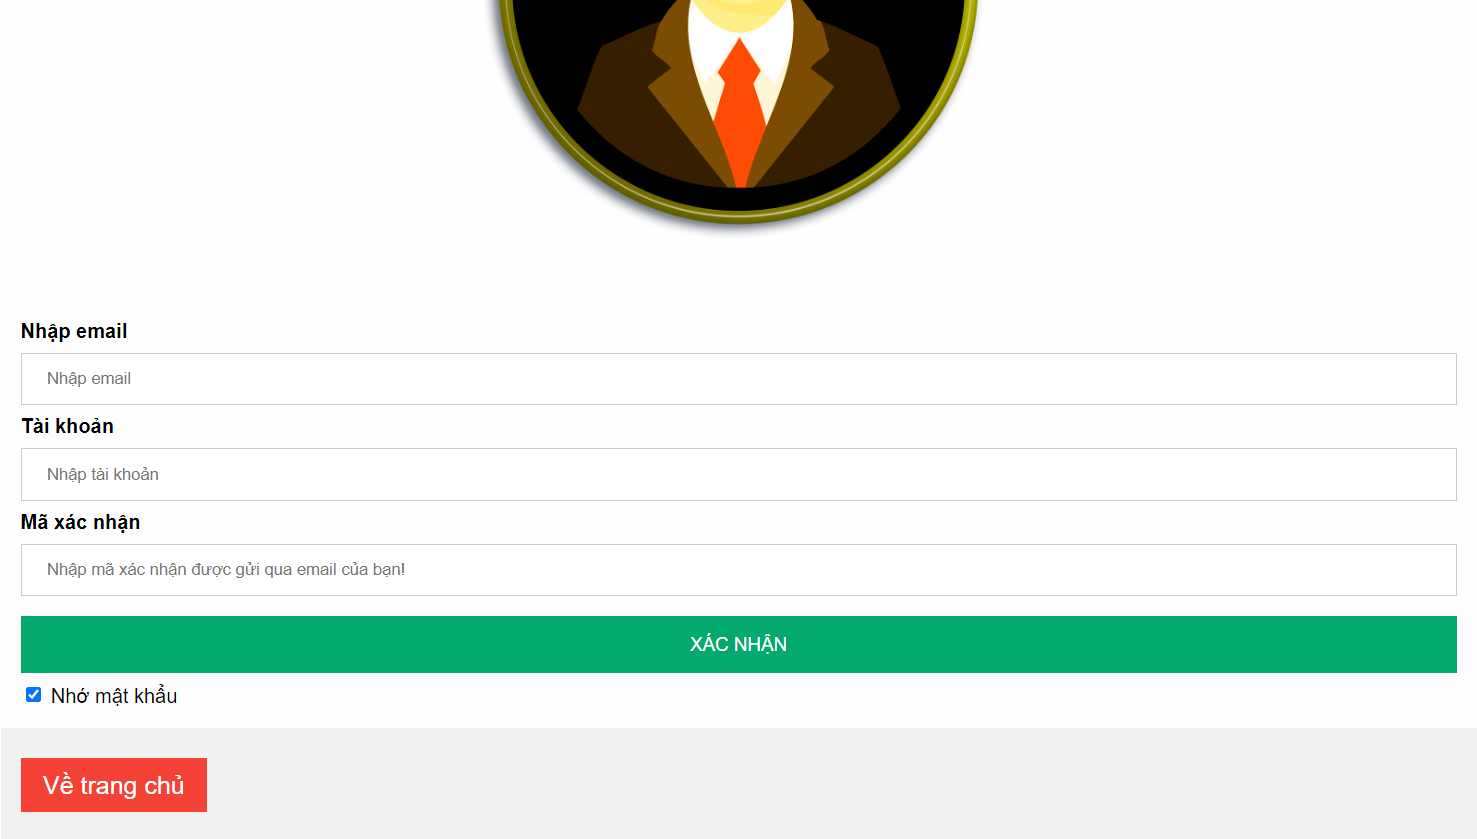 Nhập email
Nhập email
Tài khoản
Nhập tài khoản
Mã xác nhận
Nhập mã xác nhận được gửi qua email của bạn!
XÁC NHẬN
Nhớ mật khẩu
Về trang chủ